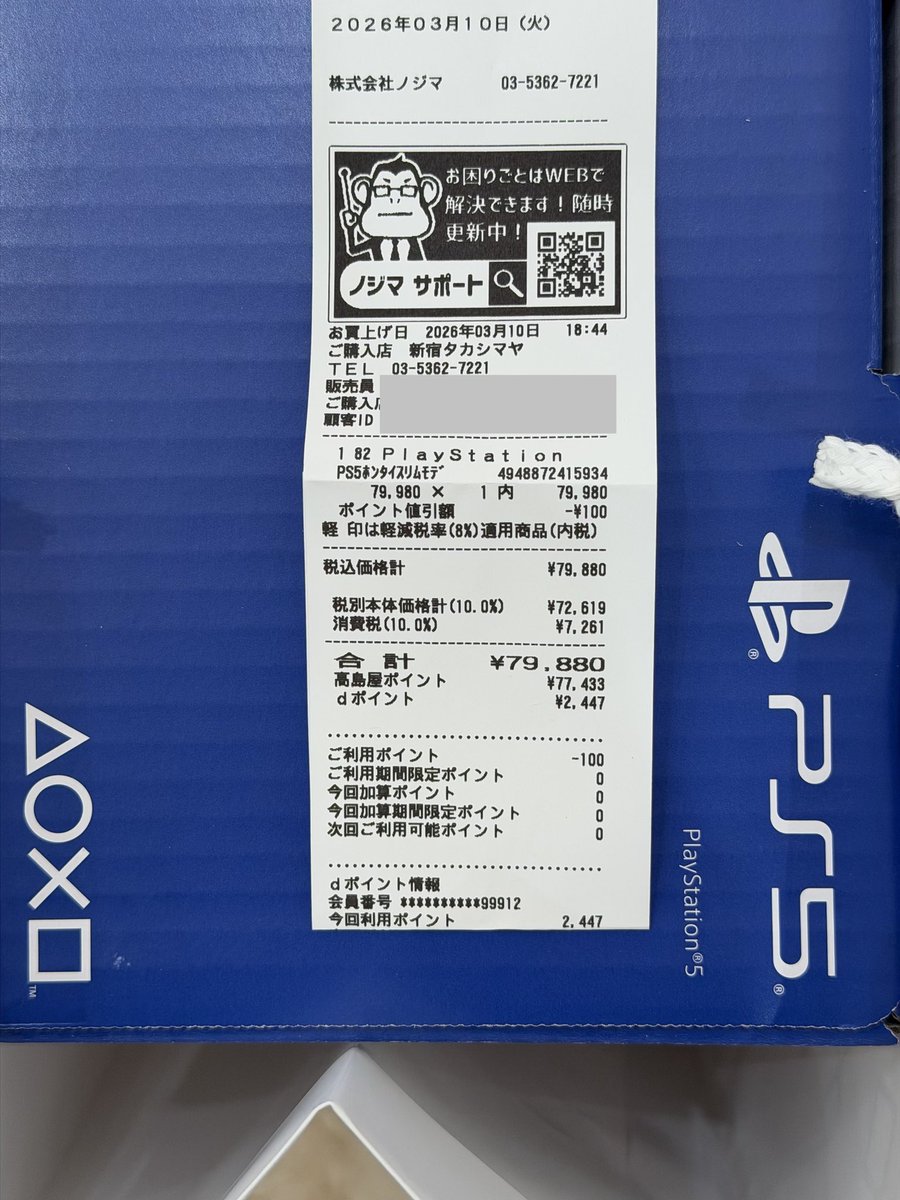 2026年03月10日（火）
株式会社ノジマ 03-5362-7221
お困りごとはWEBで
解決できます！随時
更新中！
ノジマ サポート
お買上げ日 2026年03月10日 18:44
ご購入店 新宿タカシマヤ
TEL 03-5362-7221
販売員
ご購入店
顧客ID
1 82 PlayStation
PS5ﾎﾝﾀｲｽﾘﾑﾓﾃﾞ 4948872415934
79,980 × 1 内 79,980
ポイント値引額 -¥100
軽 印は軽減税率(8%)適用商品(内税)
税込価格計 ¥79,880
税別本体価格計(10.0%) ¥72,619
消費税(10.0%) ¥7,261
合 計 ¥79,880
高島屋ポイント ¥77,433
dポイント ¥2,447
ご利用ポイント -100
ご利用期間限定ポイント 0
今回加算ポイント 0
今回加算期間限定ポイント 0
次回ご利用可能ポイント 0
dポイント情報
会員番号 **********99912
今回利用ポイント 2,447
PS5®
PlayStation®5